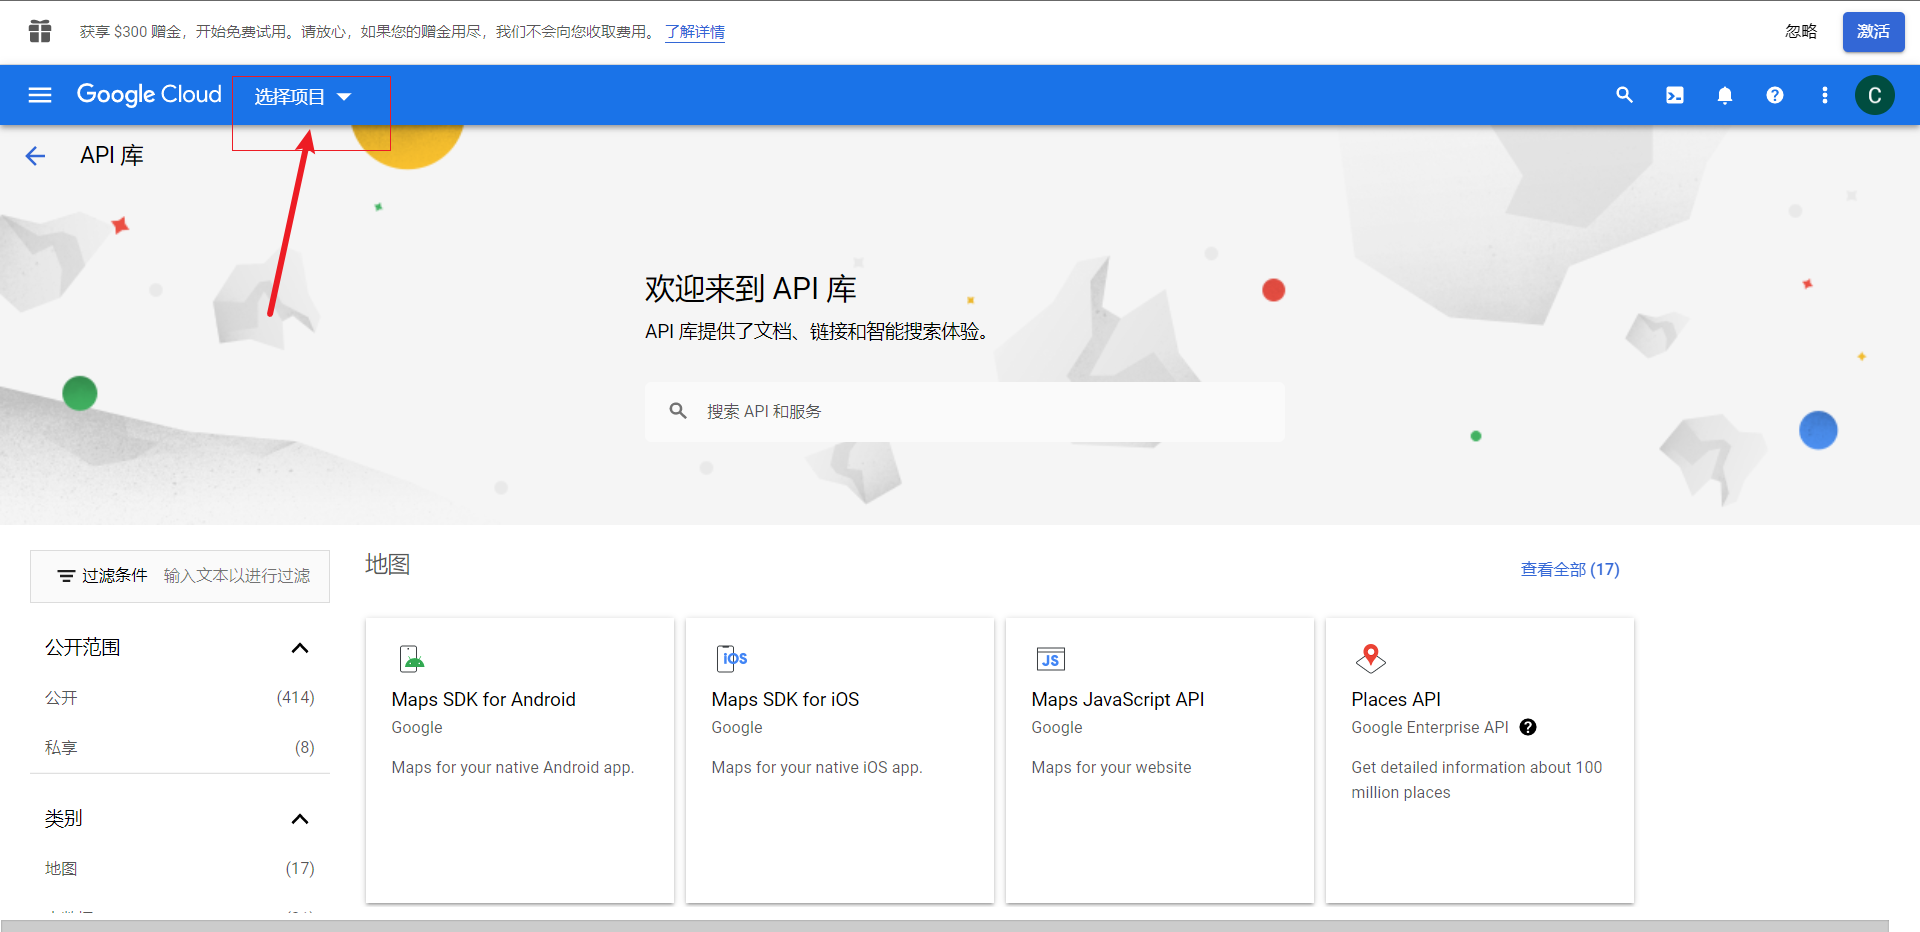 获享 $300 赠金，开始免费试用。请放心，如果您的赠金用尽，我们不会向您收取费用。 了解详情
忽略
激活
Google Cloud
选择项目
C
API 库
欢迎来到 API 库
API 库提供了文档、链接和智能搜索体验。
搜索 API 和服务
过滤条件 输入文本以进行过滤
地图
查看全部 (17)
公开范围
公开 (414)
私享 (8)
类别
地图 (17)
iOS
JS
Maps SDK for Android
Google
Maps for your native Android app.
Maps SDK for iOS
Google
Maps for your native iOS app.
Maps JavaScript API
Google
Maps for your website
Places API
Google Enterprise API
Get detailed information about 100
million places